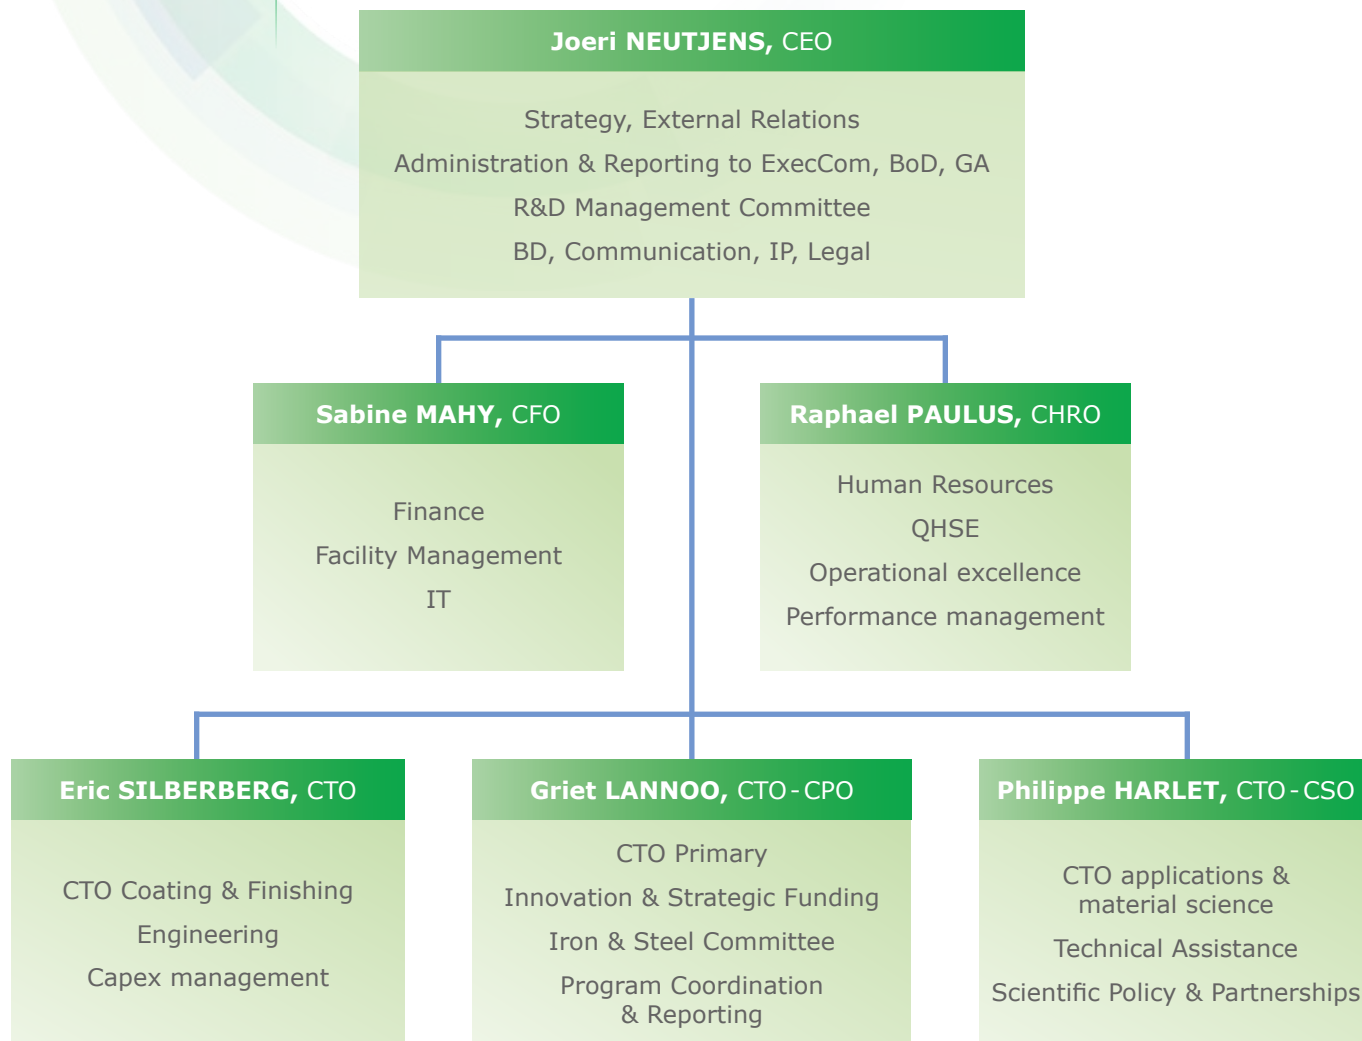 Joeri NEUTJENS, CEO
Strategy, External Relations
Administration & Reporting to ExecCom, BoD, GA
R&D Management Committee
BD, Communication, IP, Legal
Sabine MAHY, CFO
Finance
Facility Management
IT
Raphael PAULUS, CHRO
Human Resources
QHSE
Operational excellence
Performance management
Eric SILBERBERG, CTO
CTO Coating & Finishing
Engineering
Capex management
Griet LANNOO, CTO-CPO
CTO Primary
Innovation & Strategic Funding
Iron & Steel Committee
Program Coordination
& Reporting
Philippe HARLET, CTO-CSO
CTO applications &
material science
Technical Assistance
Scientific Policy & Partnerships